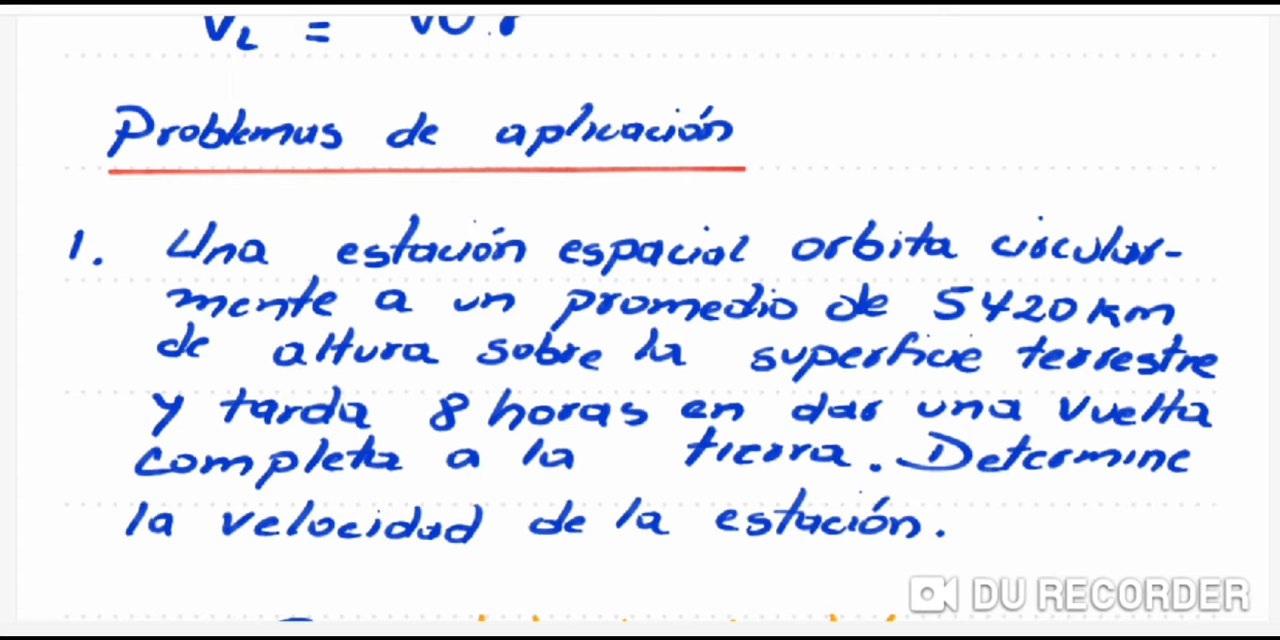 VL = ω.r
Problemas de aplicación
1. Una estación espacial orbita circular-
mente a un promedio de 5420 km
de altura sobre la superficie terrestre
y tarda 8 horas en dar una vuelta
completa a la tierra. Determine
la velocidad de la estación.
DU RECORDER